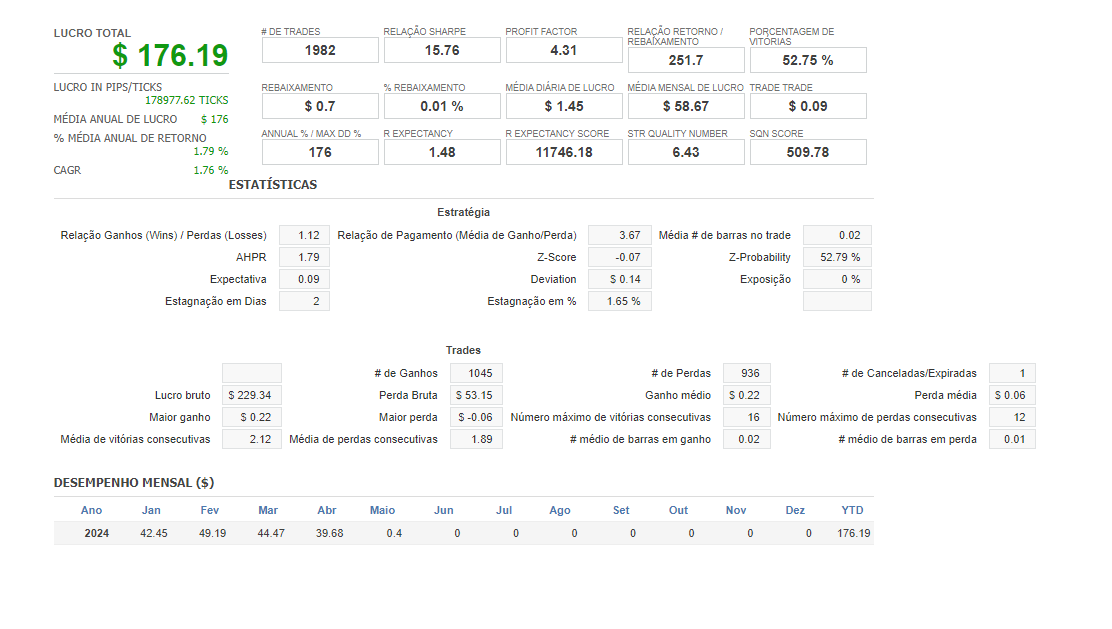 LUCRO TOTAL
$ 176.19
LUCRO IN PIPS/TICKS
178977.62 TICKS
MÉDIA ANUAL DE LUCRO $ 176
% MÉDIA ANUAL DE RETORNO
1.79 %
CAGR 1.76 %
# DE TRADES RELAÇÃO SHARPE PROFIT FACTOR RELAÇÃO RETORNO / REBAIXAMENTO PORCENTAGEM DE VITÓRIAS
1982 15.76 4.31 251.7 52.75 %
REBAIXAMENTO % REBAIXAMENTO MÉDIA DIÁRIA DE LUCRO MÉDIA MENSAL DE LUCRO TRADE TRADE
$ 0.7 0.01 % $ 1.45 $ 58.67 $ 0.09
ANNUAL % / MAX DD % R EXPECTANCY R EXPECTANCY SCORE STR QUALITY NUMBER SQN SCORE
176 1.48 11746.18 6.43 509.78
ESTATÍSTICAS
Estratégia
Relação Ganhos (Wins) / Perdas (Losses) 1.12 Relação de Pagamento (Média de Ganho/Perda) 3.67 Média # de barras no trade 0.02
AHPR 1.79 Z-Score -0.07 Z-Probability 52.79 %
Expectativa 0.09 Deviation $ 0.14 Exposição 0 %
Estagnação em Dias 2 Estagnação em % 1.65 %
Trades
# de Ganhos 1045 # de Perdas 936 # de Canceladas/Expiradas 1
Lucro bruto $ 229.34 Perda Bruta $ 53.15 Ganho médio $ 0.22 Perda média $ 0.06
Maior ganho $ 0.22 Maior perda $ -0.06 Número máximo de vitórias consecutivas 16 Número máximo de perdas consecutivas 12
Média de vitórias consecutivas 2.12 Média de perdas consecutivas 1.89 # médio de barras em ganho 0.02 # médio de barras em perda 0.01
DESEMPENHO MENSAL ($)
Ano Jan Fev Mar Abr Maio Jun Jul Ago Set Out Nov Dez YTD
2024 42.45 49.19 44.47 39.68 0.4 0 0 0 0 0 0 0 176.19